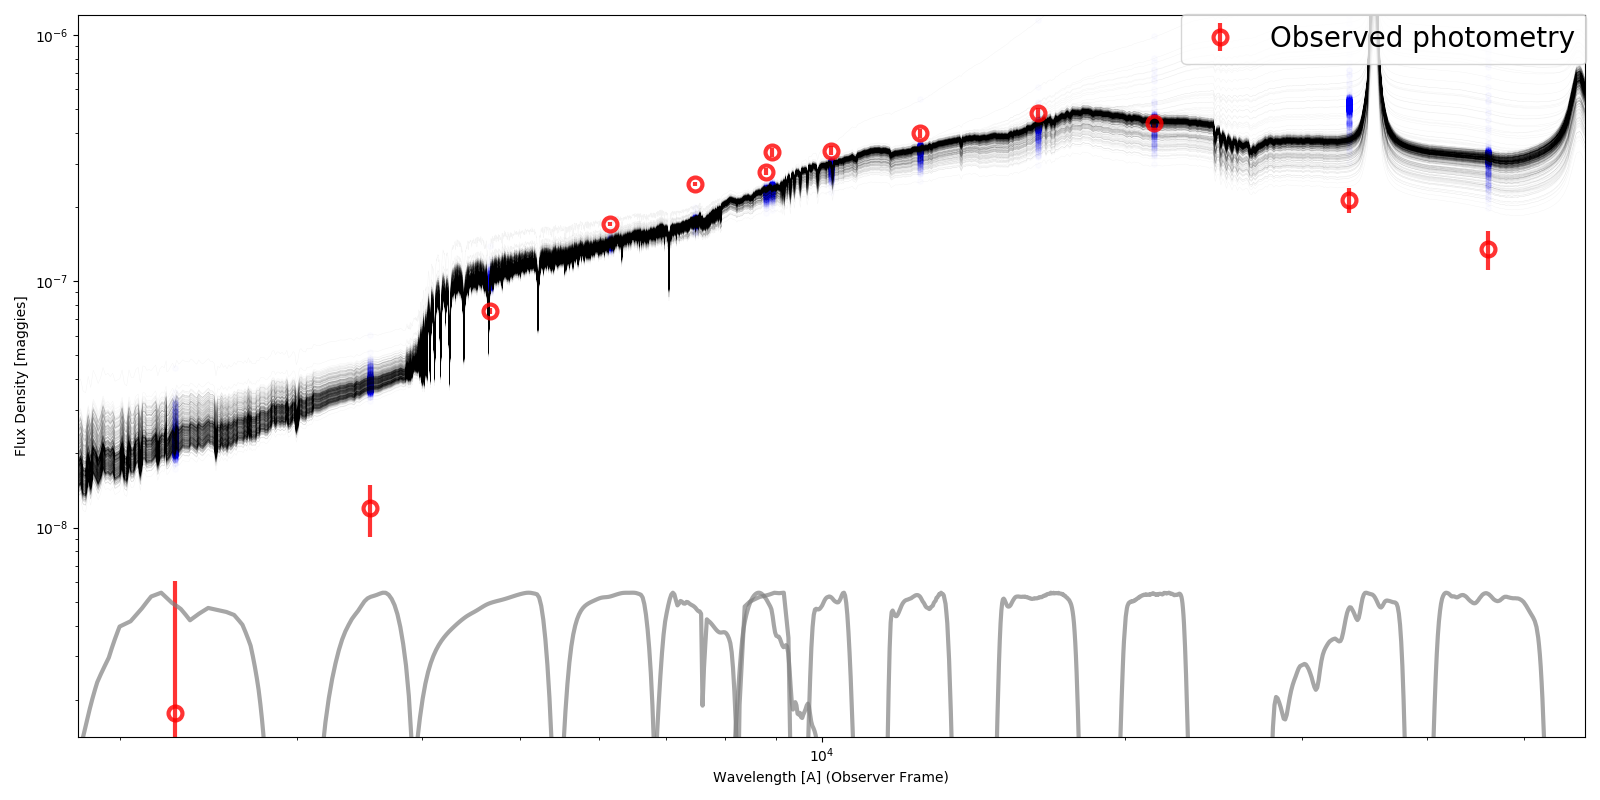 Observed photometry
10⁻⁶
10⁻⁷
10⁻⁸
Flux Density [maggies]
10⁴
Wavelength [A] (Observer Frame)